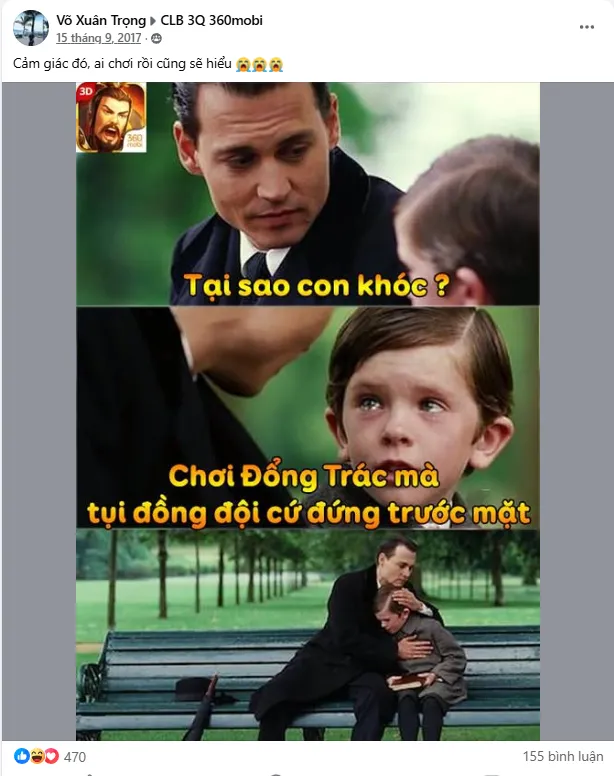 Võ Xuân Trọng ▸ CLB 3Q 360mobi
15 tháng 9, 2017
Cảm giác đó, ai chơi rồi cũng sẽ hiểu 😭😭😭
3D
360
mobi
Tại sao con khóc ?
Chơi Đổng Trác mà
tụi đồng đội cứ đứng trước mặt
470
155 bình luận